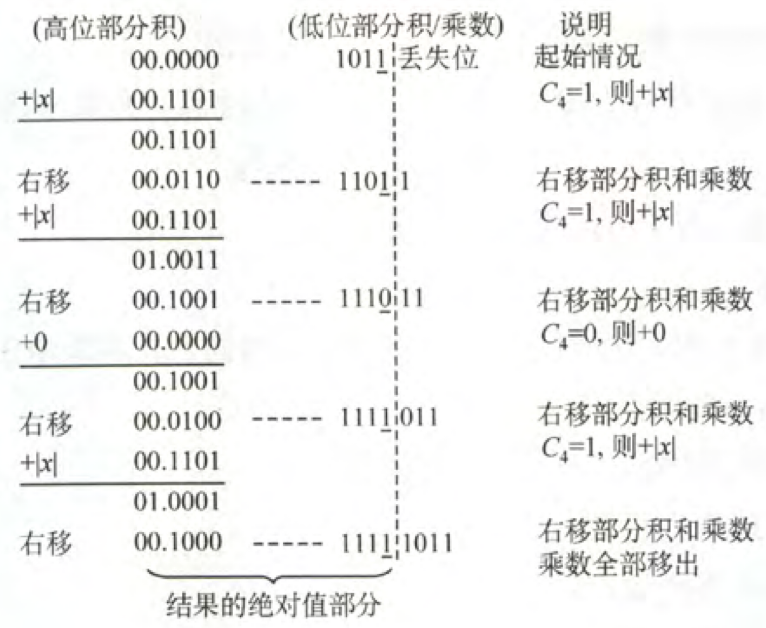 (高位部分积) (低位部分积/乘数) 说明
00.0000 1011 丢失位 起始情况
+|x| 00.1101 C₄=1, 则+|x|
00.1101
右移 00.0110 ----- 1101 1 右移部分积和乘数
+|x| 00.1101 C₄=1, 则+|x|
01.0011
右移 00.1001 ----- 1110 11 右移部分积和乘数
+0 00.0000 C₄=0, 则+0
00.1001
右移 00.0100 ----- 1111 011 右移部分积和乘数
+|x| 00.1101 C₄=1, 则+|x|
01.0001
右移 00.1000 ----- 1111 1011 右移部分积和乘数
乘数全部移出
结果的绝对值部分